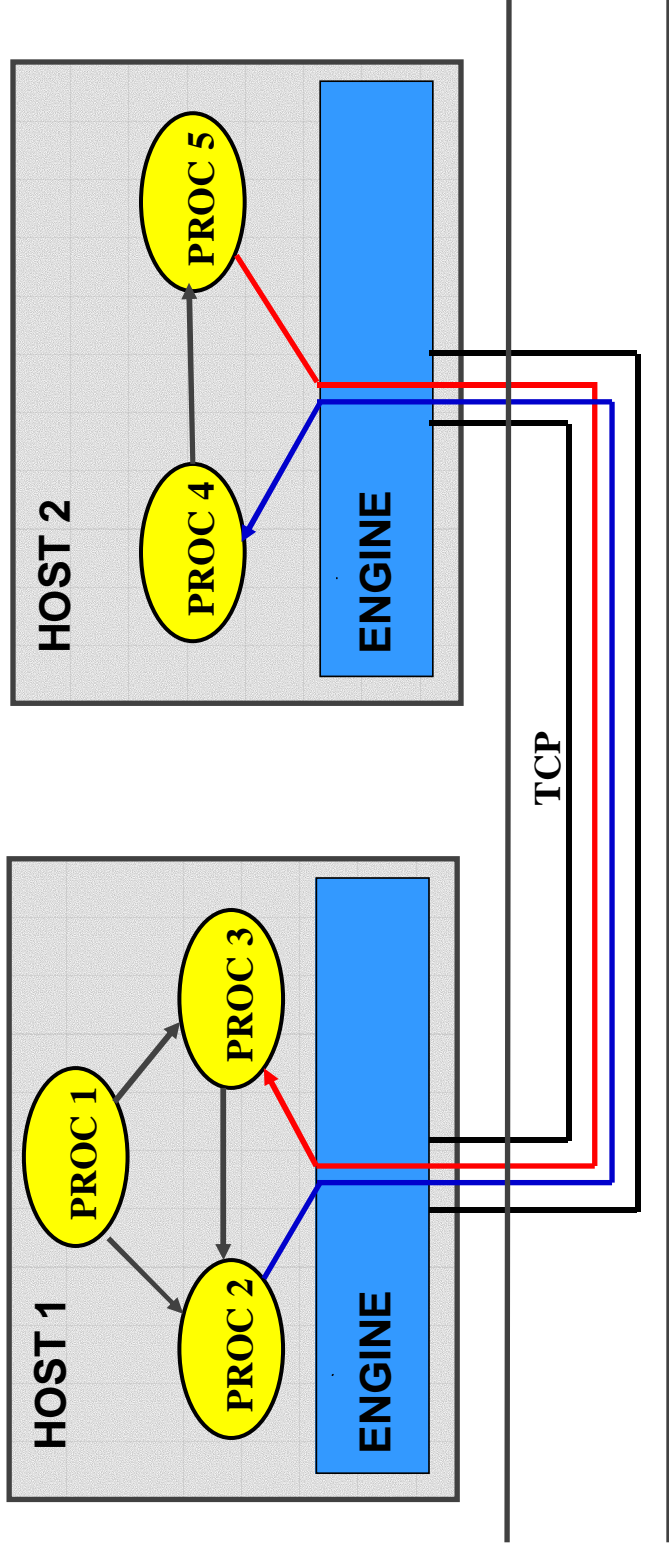 HOST 1
PROC 1
PROC 2
PROC 3
ENGINE
HOST 2
PROC 4
PROC 5
ENGINE
TCP